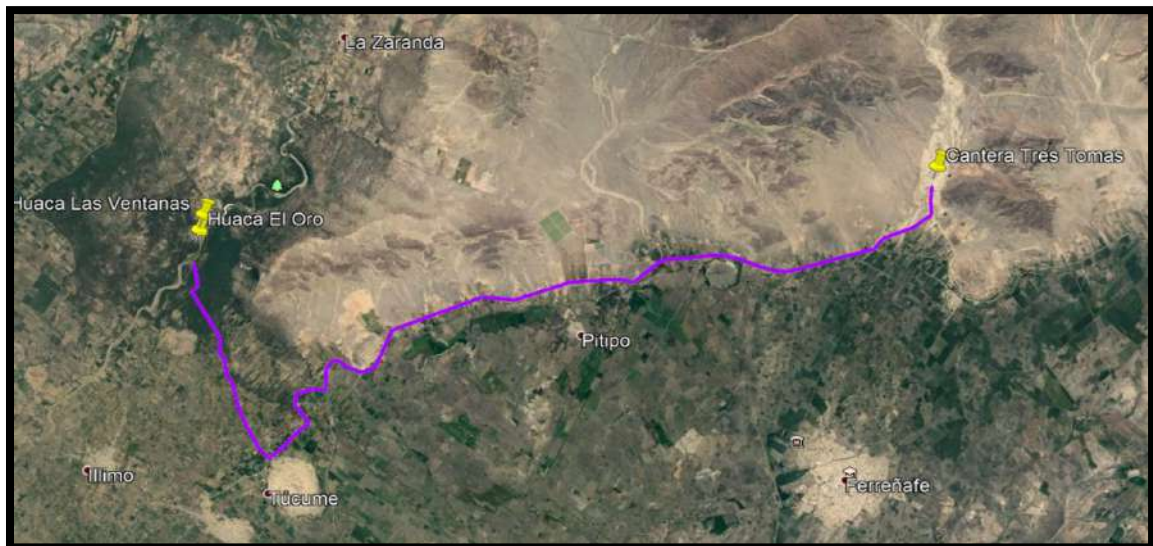 La Zaranda
Cantera Tres Tomas
Huaca Las Ventanas
Huaca El Oro
Pitipo
Illimo
Túcume
Ferreñafe